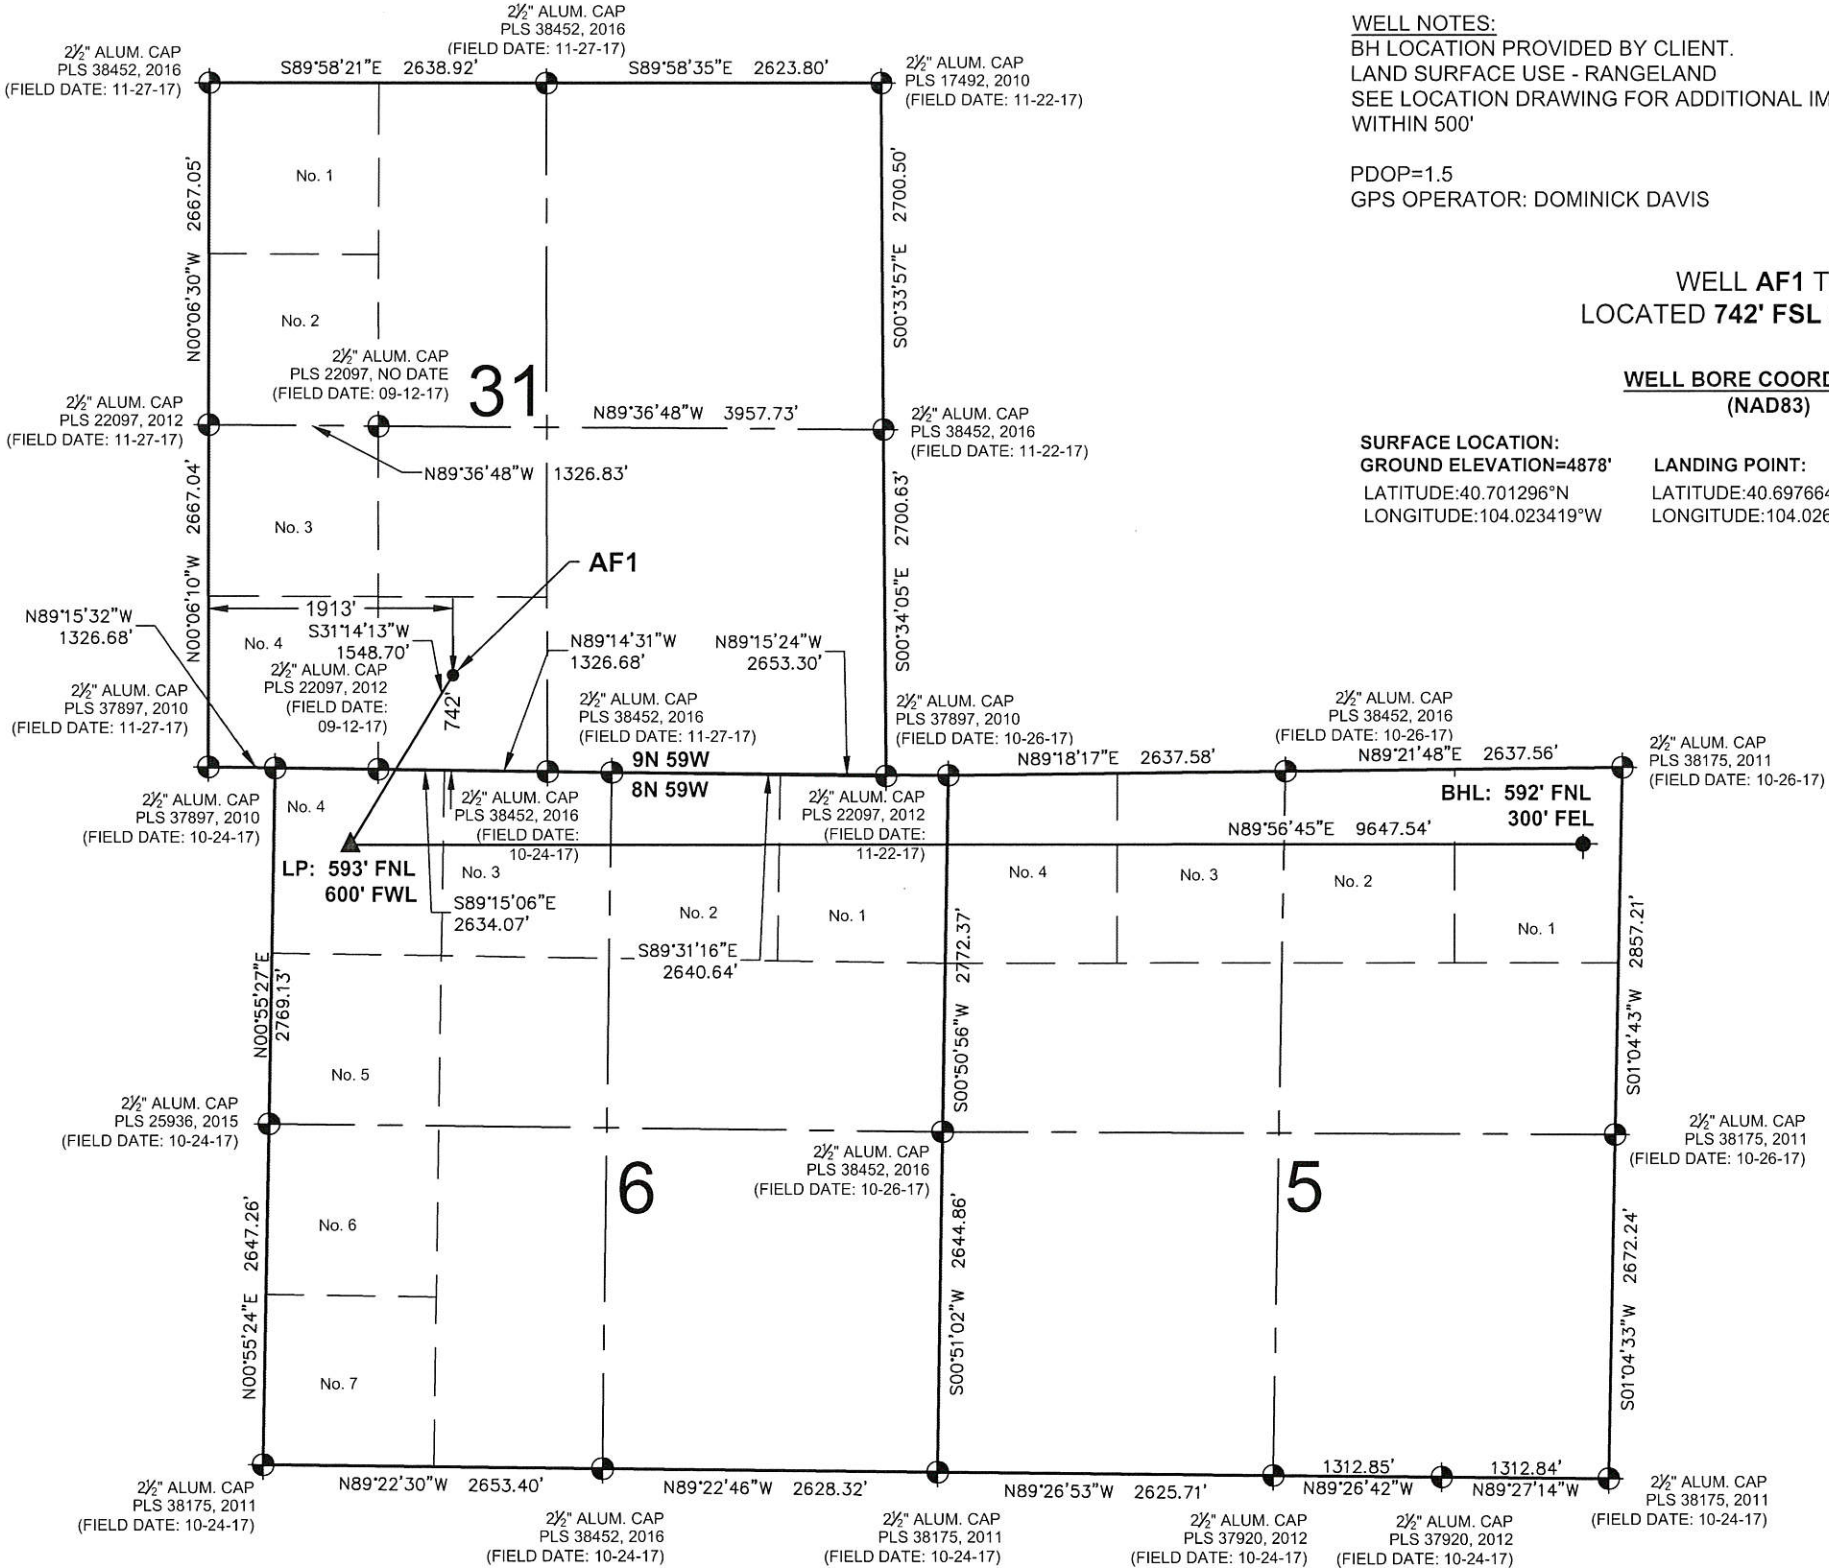 2½" ALUM. CAP
PLS 38452, 2016
(FIELD DATE: 11-27-17)
2½" ALUM. CAP
PLS 38452, 2016
(FIELD DATE: 11-27-17)
S89°58'21"E 2638.92'
S89°58'35"E 2623.80'
2½" ALUM. CAP
PLS 17492, 2010
(FIELD DATE: 11-22-17)
WELL NOTES:
BH LOCATION PROVIDED BY CLIENT.
LAND SURFACE USE - RANGELAND
SEE LOCATION DRAWING FOR ADDITIONAL IM
WITHIN 500'
PDOP=1.5
GPS OPERATOR: DOMINICK DAVIS
WELL AF1 T
LOCATED 742' FSL
WELL BORE COORD
(NAD83)
SURFACE LOCATION:
GROUND ELEVATION=4878'
LATITUDE:40.701296°N
LONGITUDE:104.023419°W
LANDING POINT:
LATITUDE:40.697664
LONGITUDE:104.026
N00°06'30"W 2667.05'
No. 1
No. 2
S00°33'57"E 2700.50'
2½" ALUM. CAP
PLS 22097, NO DATE
(FIELD DATE: 09-12-17)
31
2½" ALUM. CAP
PLS 22097, 2012
(FIELD DATE: 11-27-17)
N89°36'48"W 3957.73'
2½" ALUM. CAP
PLS 38452, 2016
(FIELD DATE: 11-22-17)
N89°36'48"W 1326.83'
N00°06'10"W 2667.04'
No. 3
S00°34'05"E 2700.63'
AF1
1913'
N89°15'32"W
1326.68'
No. 4
S31°14'13"W
1548.70'
N89°14'31"W
1326.68'
N89°15'24"W
2653.30'
2½" ALUM. CAP
PLS 22097, 2012
(FIELD DATE:
09-12-17)
742'
2½" ALUM. CAP
PLS 37897, 2010
(FIELD DATE: 11-27-17)
2½" ALUM. CAP
PLS 38452, 2016
(FIELD DATE: 11-27-17)
9N 59W
8N 59W
2½" ALUM. CAP
PLS 37897, 2010
(FIELD DATE: 10-26-17)
N89°18'17"E 2637.58'
2½" ALUM. CAP
PLS 38452, 2016
(FIELD DATE: 10-26-17)
N89°21'48"E 2637.56'
2½" ALUM. CAP
PLS 38175, 2011
(FIELD DATE: 10-26-17)
2½" ALUM. CAP
PLS 37897, 2010
(FIELD DATE: 10-24-17)
No. 4
2½" ALUM. CAP
PLS 38452, 2016
(FIELD DATE:
10-24-17)
2½" ALUM. CAP
PLS 22097, 2012
(FIELD DATE:
11-22-17)
BHL: 592' FNL
300' FEL
N89°56'45"E 9647.54'
LP: 593' FNL
600' FWL
No. 3
S89°15'06"E
2634.07'
No. 2
No. 1
S89°31'16"E
2640.64'
No. 4
No. 3
No. 2
No. 1
N00°55'27"E
2769.13'
S00°50'56"W 2772.37'
S01°04'43"W 2857.21'
No. 5
2½" ALUM. CAP
PLS 25936, 2015
(FIELD DATE: 10-24-17)
2½" ALUM. CAP
PLS 38452, 2016
(FIELD DATE: 10-26-17)
2½" ALUM. CAP
PLS 38175, 2011
(FIELD DATE: 10-26-17)
6
5
No. 6
No. 7
N00°55'24"E 2647.26'
S00°51'02"W 2644.86'
S01°04'33"W 2672.24'
2½" ALUM. CAP
PLS 38175, 2011
(FIELD DATE: 10-24-17)
N89°22'30"W 2653.40'
2½" ALUM. CAP
PLS 38452, 2016
(FIELD DATE: 10-24-17)
N89°22'46"W 2628.32'
2½" ALUM. CAP
PLS 38175, 2011
(FIELD DATE: 10-24-17)
N89°26'53"W 2625.71'
2½" ALUM. CAP
PLS 37920, 2012
(FIELD DATE: 10-24-17)
1312.85'
N89°26'42"W
2½" ALUM. CAP
PLS 37920, 2012
(FIELD DATE: 10-24-17)
1312.84'
N89°27'14"W
2½" ALUM. CAP
PLS 38175, 2011
(FIELD DATE: 10-24-17)